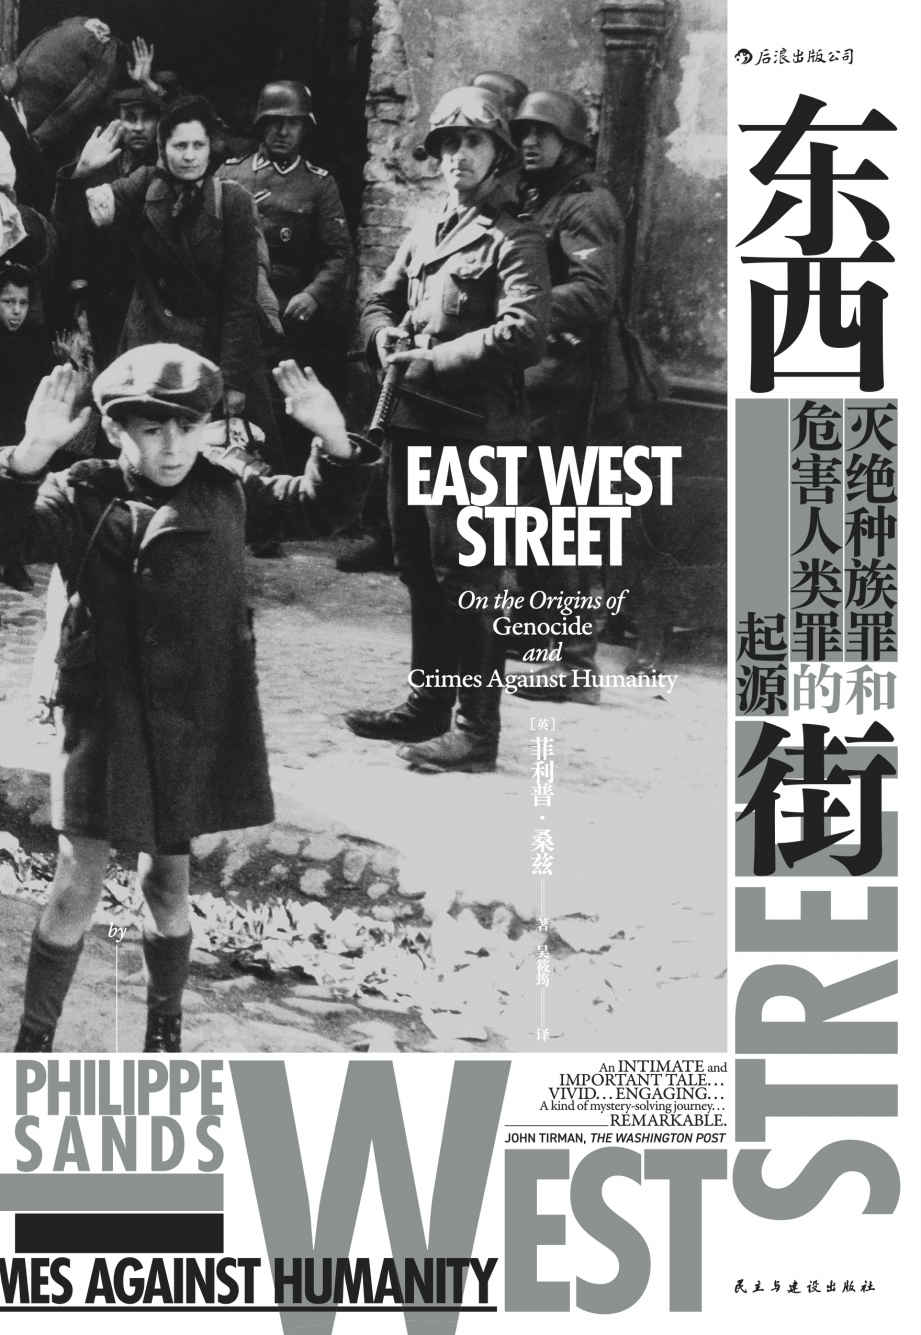 后浪出版公司
东西街
灭绝种族罪和
危害人类罪的
起源
EAST WEST
STREET
On the Origins of
Genocide
and
Crimes Against Humanity
[英]
菲利普·桑兹
著
吴筱筠
译
by
PHILIPPE
SANDS
An INTIMATE and
IMPORTANT TALE...
VIVID... ENGAGING...
A kind of mystery-solving journey...
REMARKABLE.
JOHN TIRMAN, THE WASHINGTON POST
WEST
STREE
MES AGAINST HUMANITY
民主与建设出版社